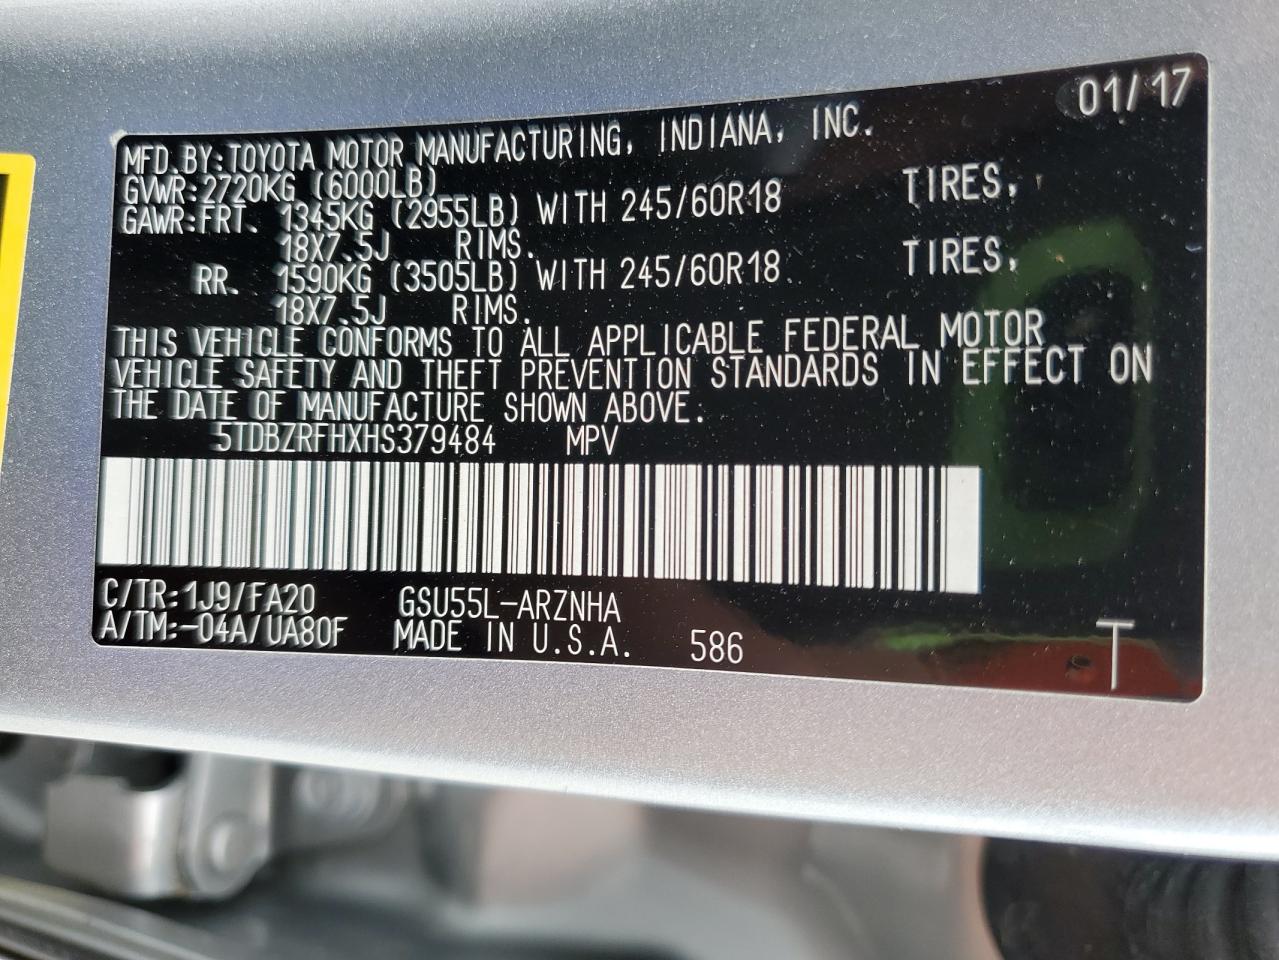 01/17
MFD.BY:TOYOTA MOTOR MANUFACTURING, INDIANA, INC.
GVWR:2720KG (6000LB)
GAWR:FRT. 1345KG (2955LB) WITH 245/60R18 TIRES,
18X7.5J RIMS.
RR. 1590KG (3505LB) WITH 245/60R18 TIRES,
18X7.5J RIMS.
THIS VEHICLE CONFORMS TO ALL APPLICABLE FEDERAL MOTOR
VEHICLE SAFETY AND THEFT PREVENTION STANDARDS IN EFFECT ON
THE DATE OF MANUFACTURE SHOWN ABOVE.
5TDBZRFHXHS379484 MPV
C/TR:1J9/FA20 GSU55L-ARZNHA
A/TM:-04A/UA80F MADE IN U.S.A. 586
T